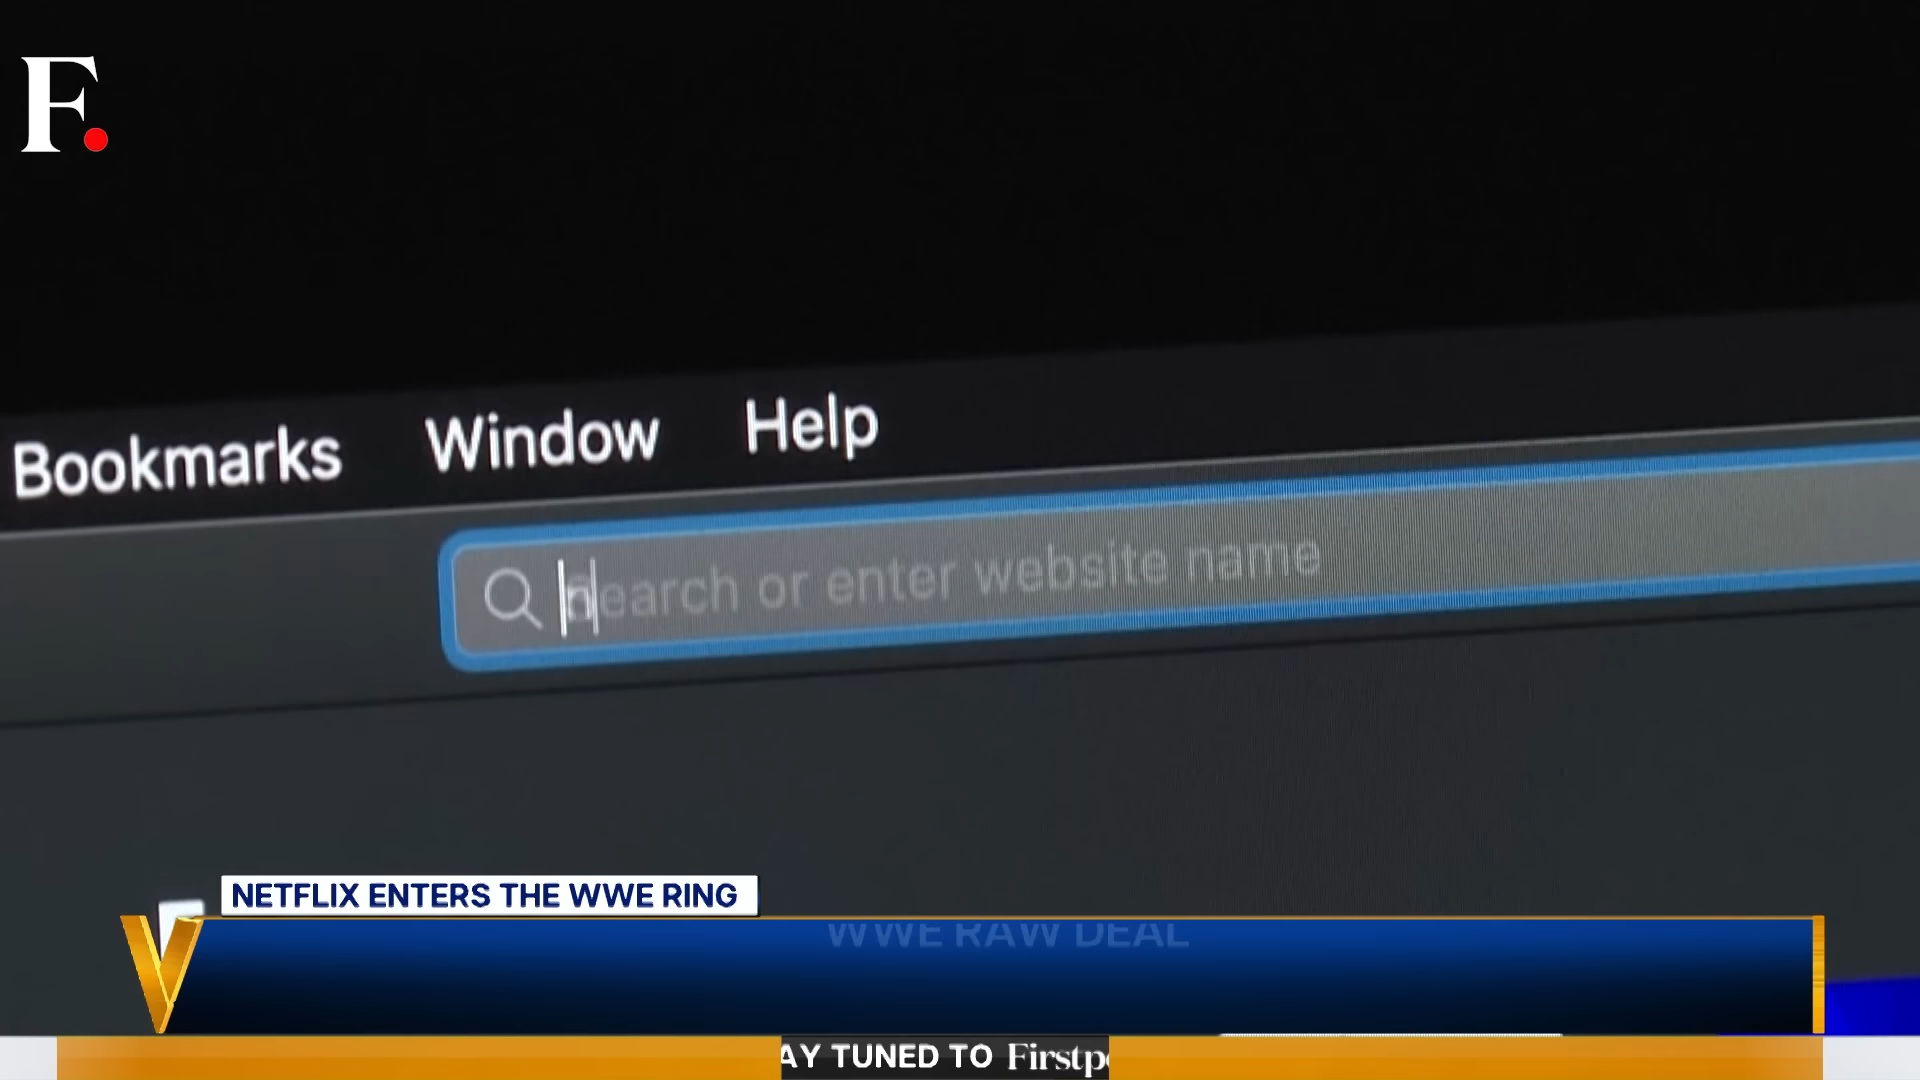 F.
Bookmarks Window Help
Search or enter website name
NETFLIX ENTERS THE WWE RING
WWE RAW DEAL
AY TUNED TO Firstpo